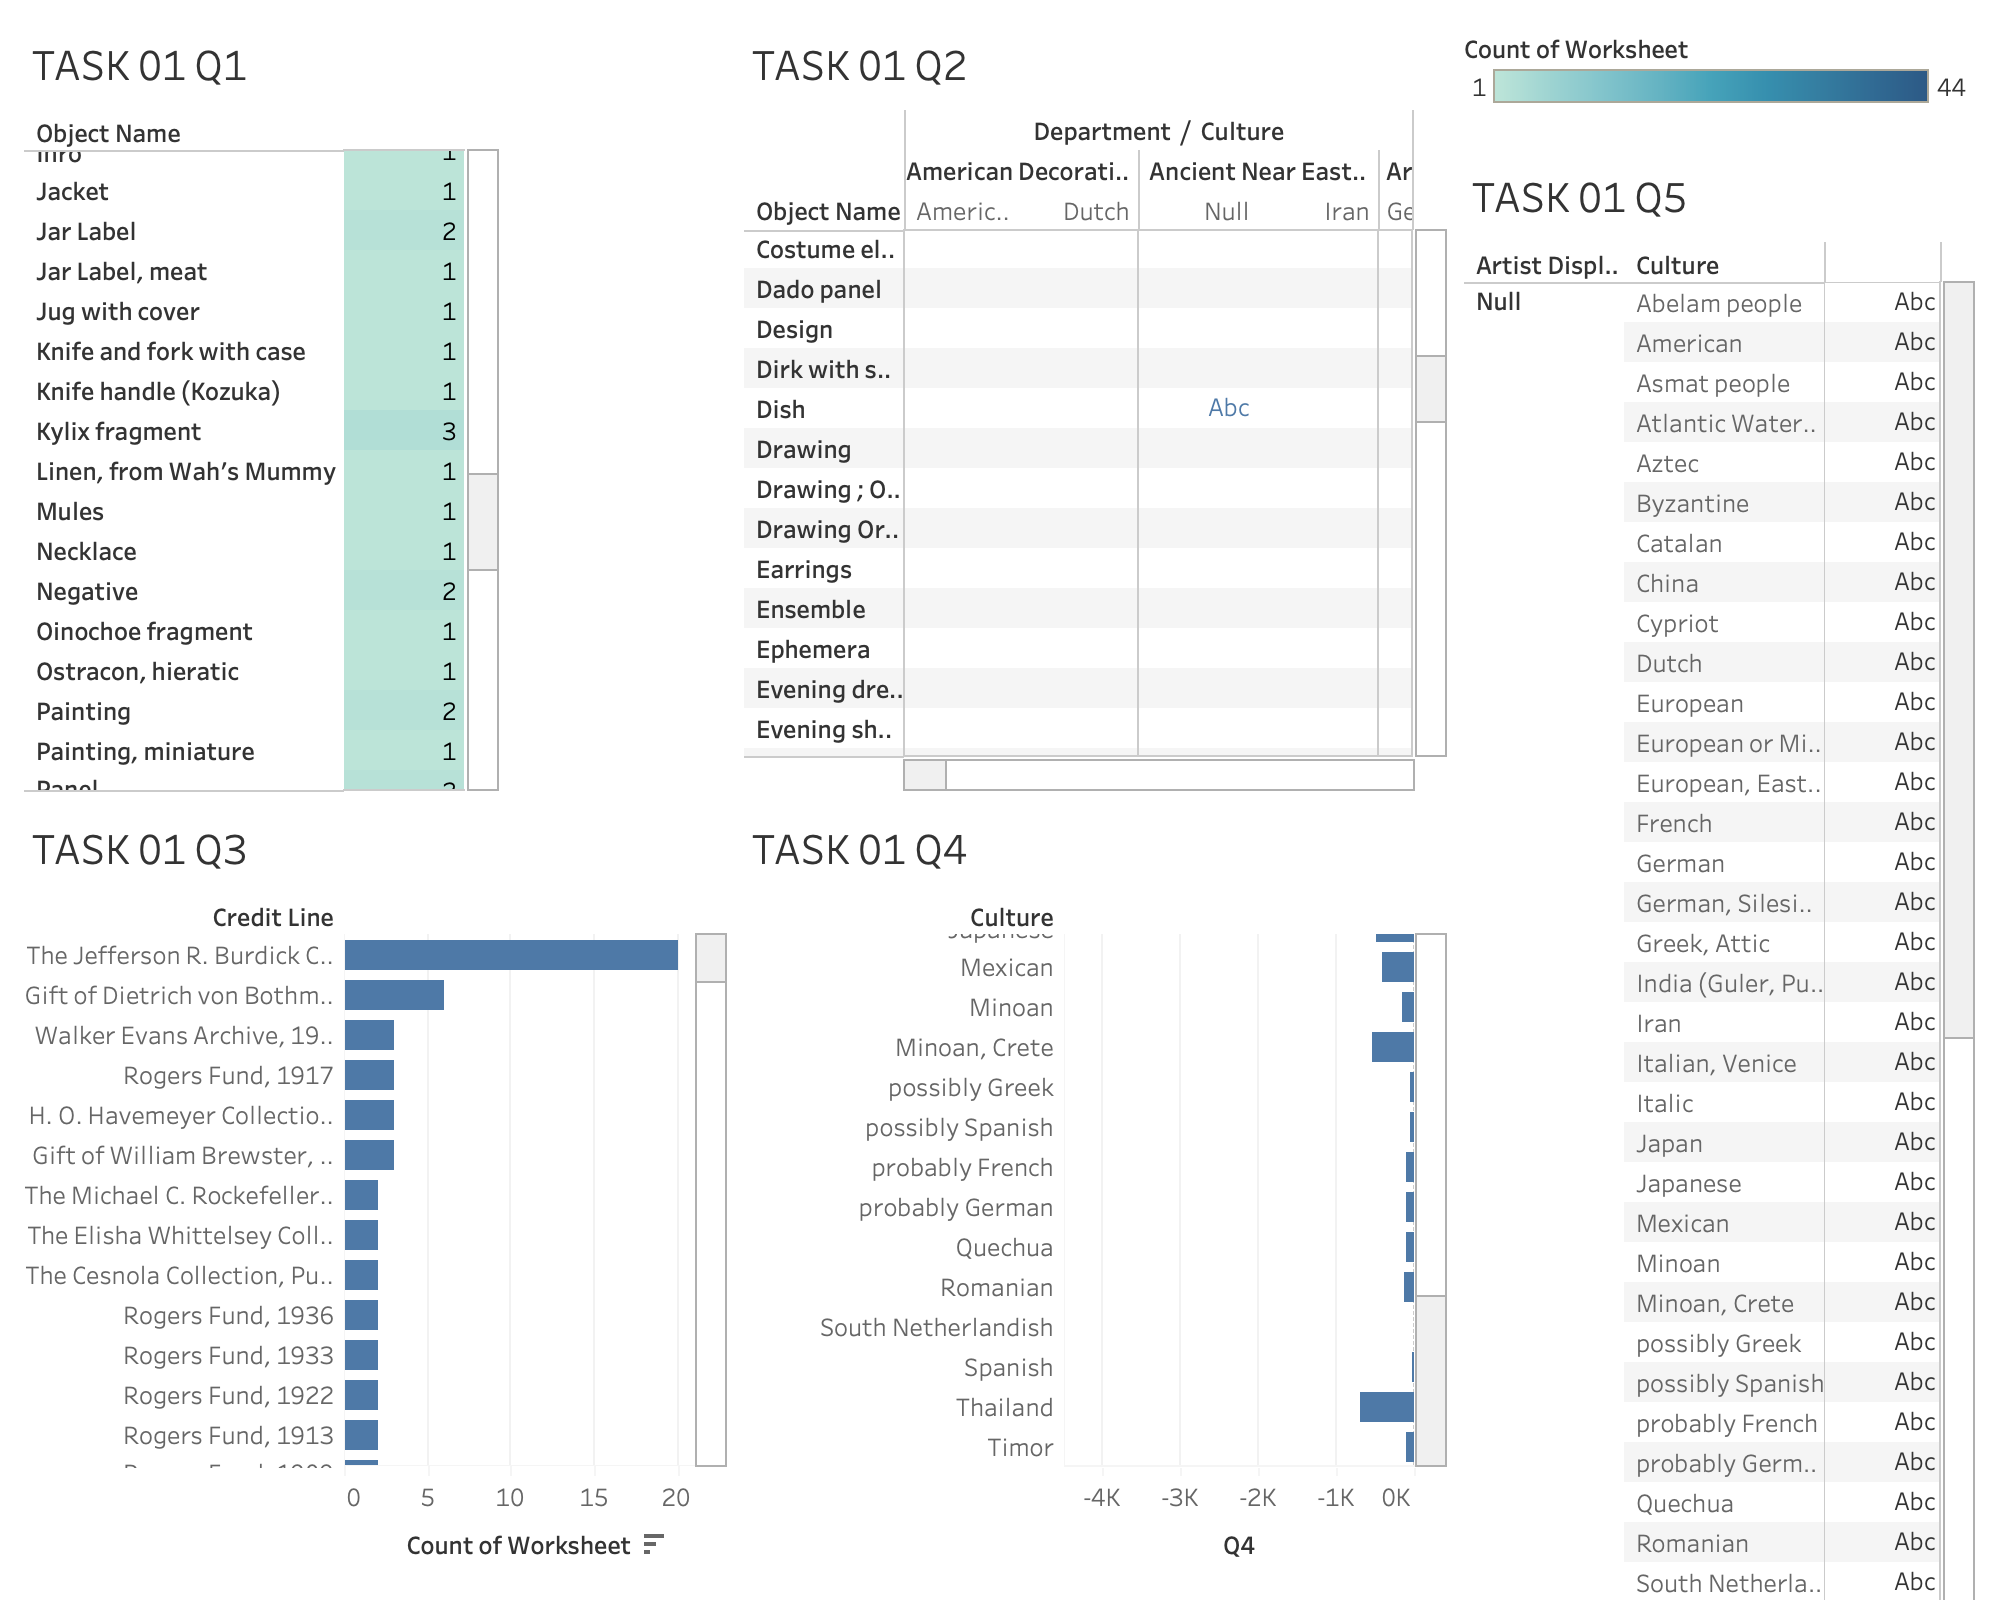 TASK 01 Q1
Object Name
Inro 1
Jacket 1
Jar Label 2
Jar Label, meat 1
Jug with cover 1
Knife and fork with case 1
Knife handle (Kozuka) 1
Kylix fragment 3
Linen, from Wah's Mummy 1
Mules 1
Necklace 1
Negative 2
Oinochoe fragment 1
Ostracon, hieratic 1
Painting 2
Painting, miniature 1
Panel
TASK 01 Q2
Department / Culture
American Decorati.. Ancient Near East.. Ar
Object Name Americ.. Dutch Null Iran Ge
Costume el..
Dado panel
Design
Dirk with s..
Dish Abc
Drawing
Drawing ; O..
Drawing Or..
Earrings
Ensemble
Ephemera
Evening dre..
Evening sh..
Count of Worksheet
1 44
TASK 01 Q5
Artist Displ.. Culture
Null Abelam people Abc
American Abc
Asmat people Abc
Atlantic Water.. Abc
Aztec Abc
Byzantine Abc
Catalan Abc
China Abc
Cypriot Abc
Dutch Abc
European Abc
European or Mi.. Abc
European, East.. Abc
French Abc
German Abc
German, Silesi.. Abc
Greek, Attic Abc
India (Guler, Pu.. Abc
Iran Abc
Italian, Venice Abc
Italic Abc
Japan Abc
Japanese Abc
Mexican Abc
Minoan Abc
Minoan, Crete Abc
possibly Greek Abc
possibly Spanish Abc
probably French Abc
probably Germ.. Abc
Quechua Abc
Romanian Abc
South Netherla.. Abc
TASK 01 Q3
Credit Line
The Jefferson R. Burdick C..
Gift of Dietrich von Bothm..
Walker Evans Archive, 19..
Rogers Fund, 1917
H. O. Havemeyer Collectio..
Gift of William Brewster, ..
The Michael C. Rockefeller..
The Elisha Whittelsey Coll..
The Cesnola Collection, Pu..
Rogers Fund, 1936
Rogers Fund, 1933
Rogers Fund, 1922
Rogers Fund, 1913
Rogers Fund,
0 5 10 15 20
Count of Worksheet
TASK 01 Q4
Culture
Japanese
Mexican
Minoan
Minoan, Crete
possibly Greek
possibly Spanish
probably French
probably German
Quechua
Romanian
South Netherlandish
Spanish
Thailand
Timor
-4K -3K -2K -1K 0K
Q4